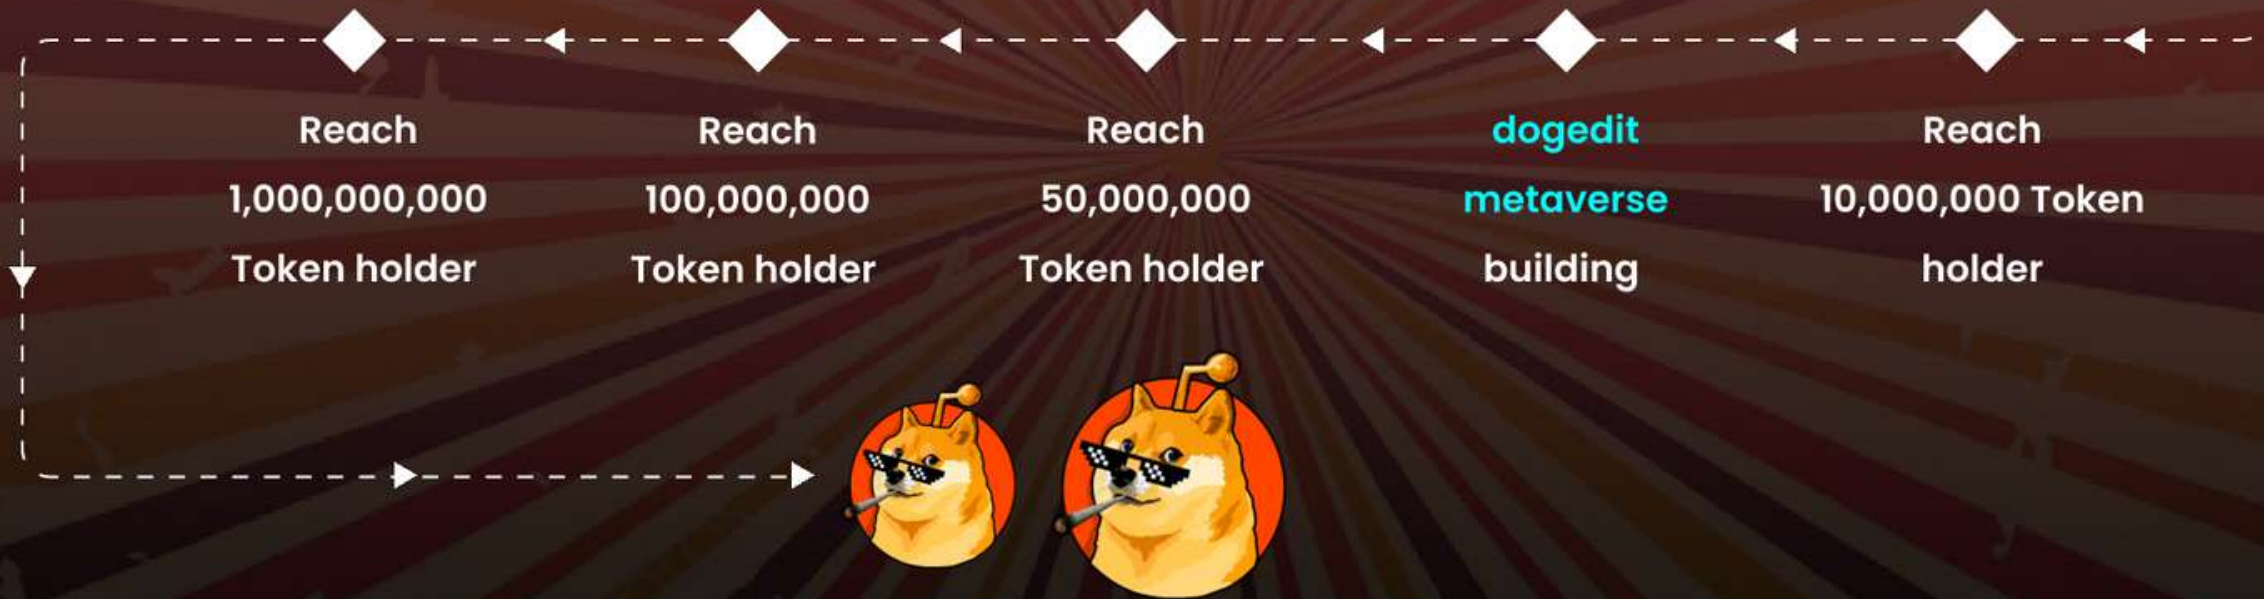 Reach
1,000,000,000
Token holder
Reach
100,000,000
Token holder
Reach
50,000,000
Token holder
dogedit
metaverse
building
Reach
10,000,000 Token
holder